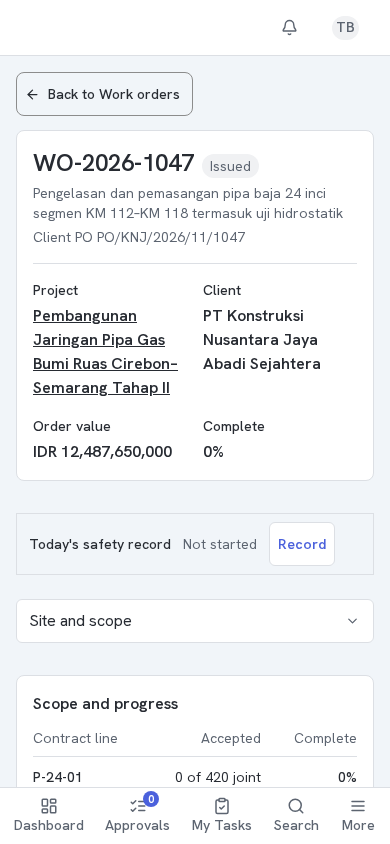 TB
Back to Work orders
WO-2026-1047 Issued
Pengelasan dan pemasangan pipa baja 24 inci
segmen KM 112–KM 118 termasuk uji hidrostatik
Client PO PO/KNJ/2026/11/1047
Project
Pembangunan
Jaringan Pipa Gas
Bumi Ruas Cirebon–
Semarang Tahap II
Client
PT Konstruksi
Nusantara Jaya
Abadi Sejahtera
Order value
IDR 12,487,650,000
Complete
0%
Today's safety record Not started Record
Site and scope
Scope and progress
Contract line Accepted Complete
P-24-01 0 of 420 joint 0%
0
Dashboard Approvals My Tasks Search More